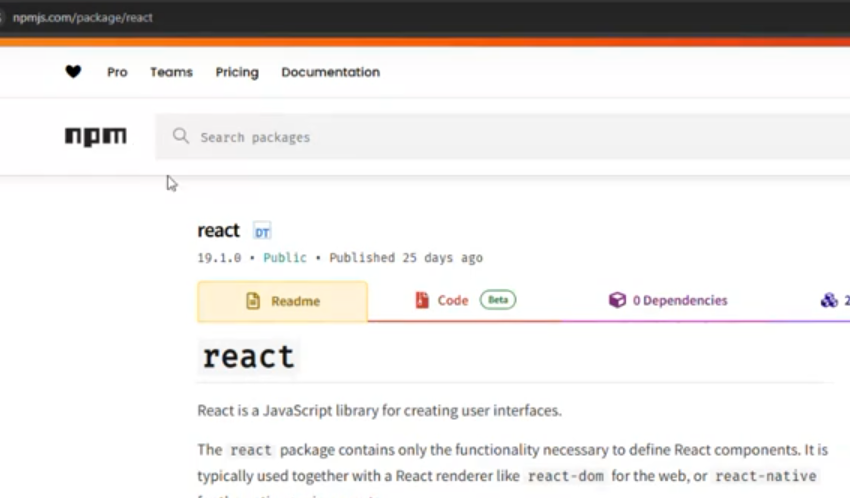 npmjs.com/package/react
Pro Teams Pricing Documentation
npm
Search packages
react DT
19.1.0 • Public • Published 25 days ago
Readme Code Beta 0 Dependencies 2
react
React is a JavaScript library for creating user interfaces.
The react package contains only the functionality necessary to define React components. It is
typically used together with a React renderer like react-dom for the web, or react-native